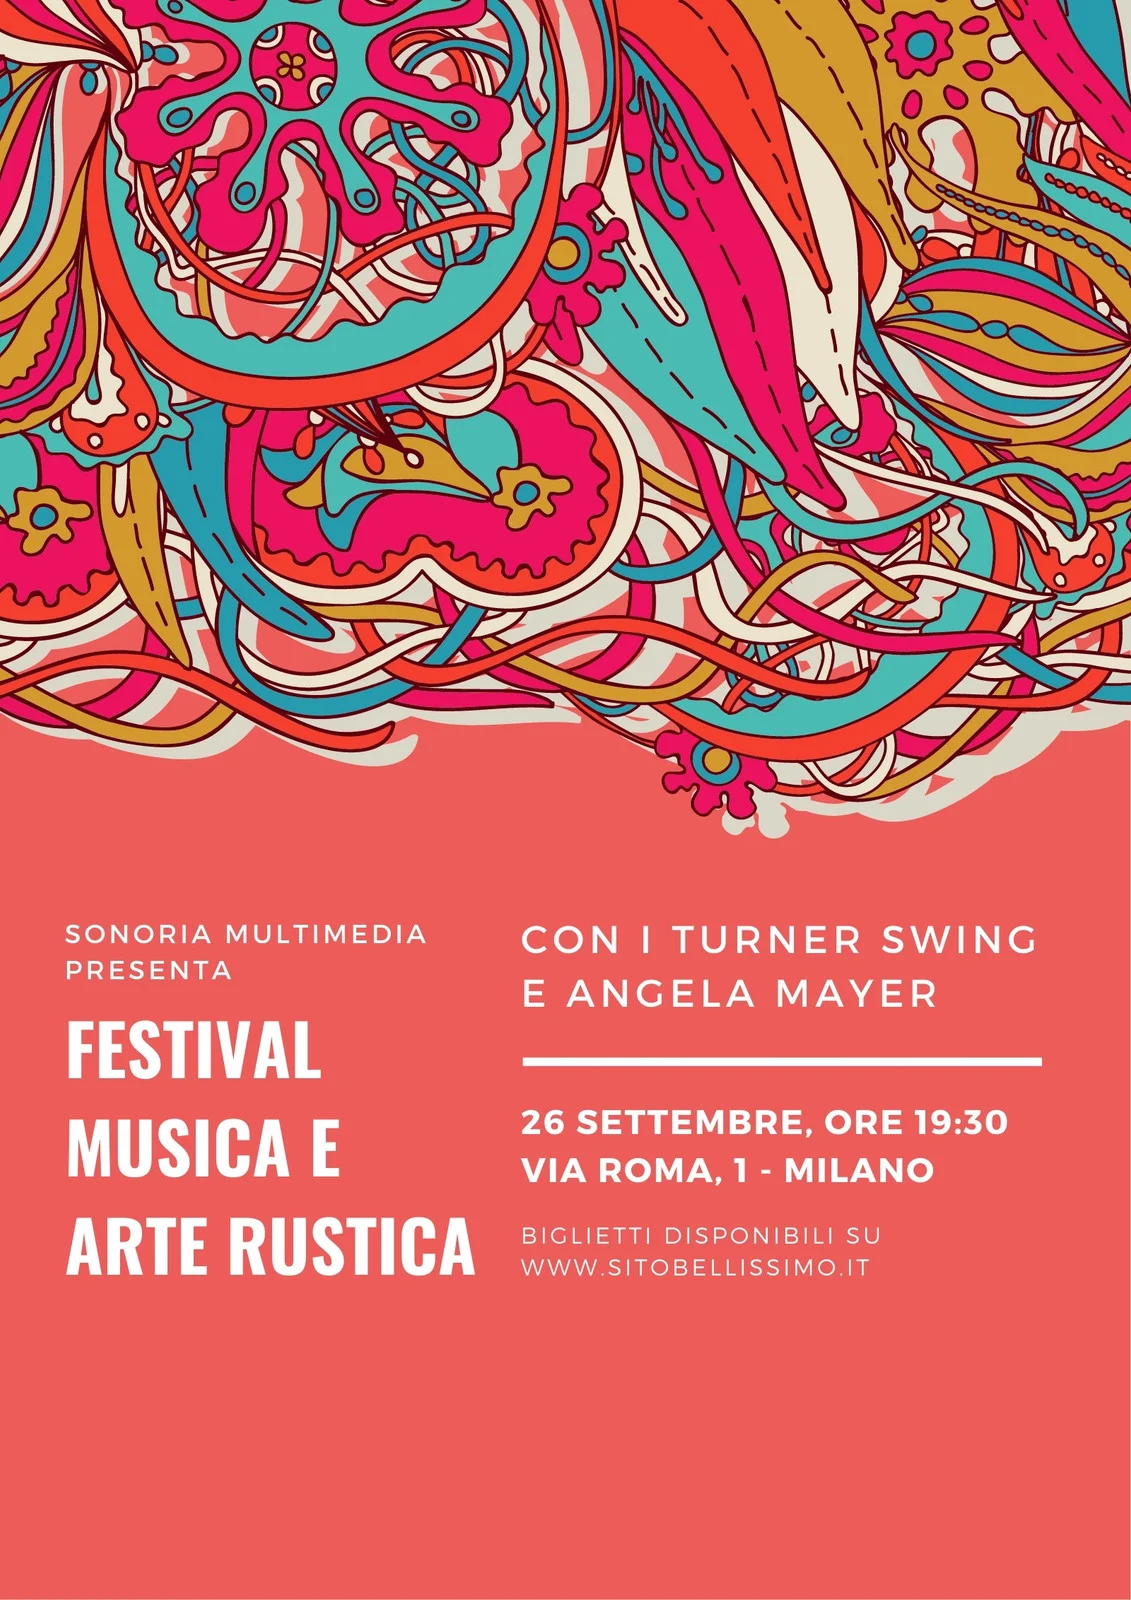 SONORIA MULTIMEDIA
PRESENTA
FESTIVAL
MUSICA E
ARTE RUSTICA
CON I TURNER SWING
E ANGELA MAYER
26 SETTEMBRE, ORE 19:30
VIA ROMA, 1 - MILANO
BIGLIETTI DISPONIBILI SU
WWW.SITOBELLISSIMO.IT